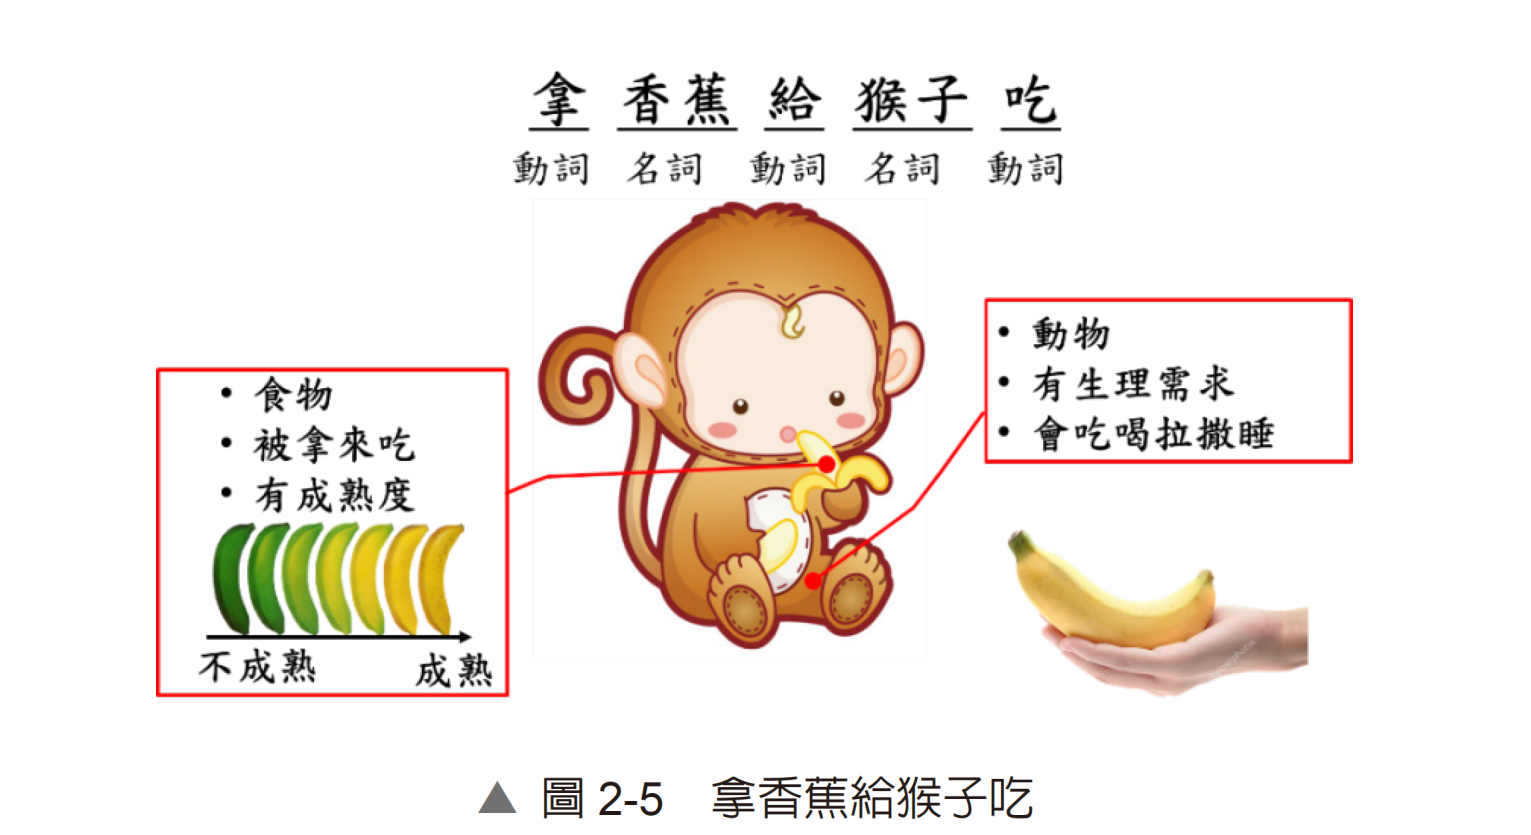 拿 香蕉 給 猴子 吃
動詞 名詞 動詞 名詞 動詞
• 食物
• 被拿來吃
• 有成熟度
不成熟 成熟
• 動物
• 有生理需求
• 會吃喝拉撒睡
▲ 圖 2-5 拿香蕉給猴子吃